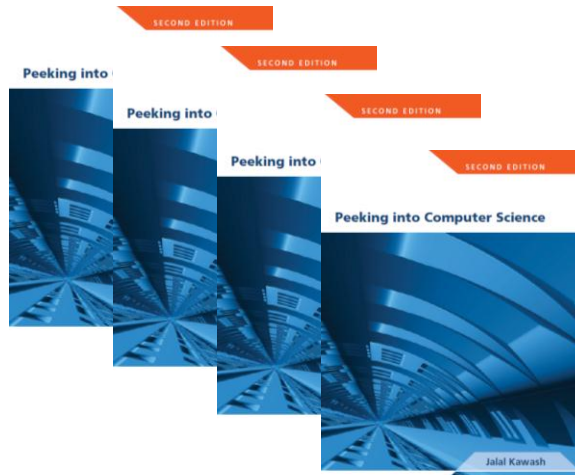 SECOND EDITION
Peeking into
SECOND EDITION
Peeking into
SECOND EDITION
Peeking into
SECOND EDITION
Peeking into Computer Science
Jalal Kawash